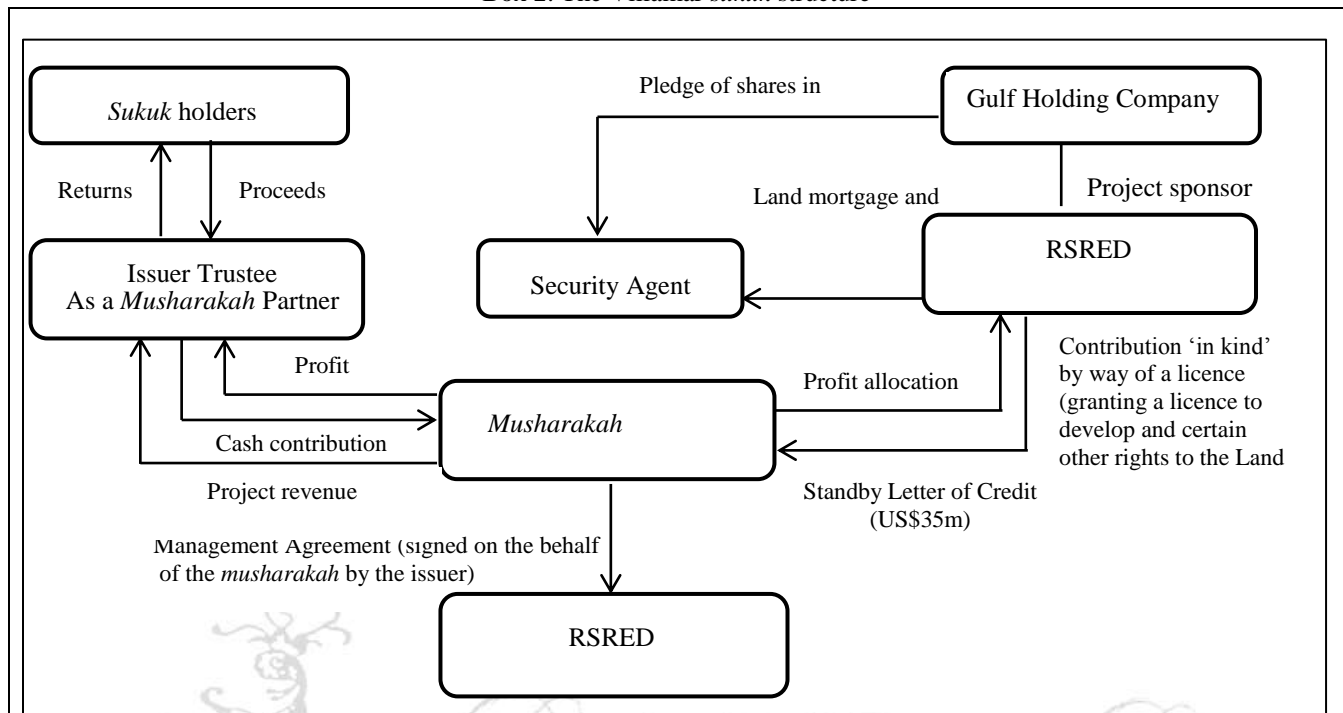 Sukuk holders
Pledge of shares in
Gulf Holding Company
Returns
Proceeds
Land mortgage and
Project sponsor
Issuer Trustee
As a Musharakah Partner
Security Agent
RSRED
Profit
Cash contribution
Project revenue
Musharakah
Profit allocation
Contribution ‘in kind’
by way of a licence
(granting a licence to
develop and certain
other rights to the Land
Standby Letter of Credit
(US$35m)
Management Agreement (signed on the behalf
of the musharakah by the issuer)
RSRED